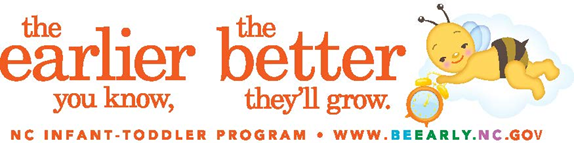 the earlier you know,
the better they'll grow.
NC INFANT-TODDLER PROGRAM • WWW.BEEARLY.NC.GOV